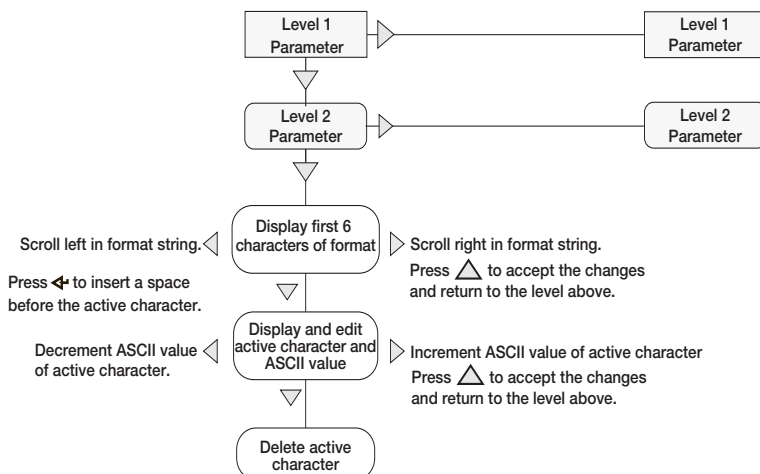 Level 1
Parameter
Level 1
Parameter
Level 2
Parameter
Level 2
Parameter
Display first 6
characters of format
Scroll left in format string.
Scroll right in format string.
Press to insert a space
before the active character.
Press to accept the changes
and return to the level above.
Display and edit
active character and
ASCII value
Decrement ASCII value
of active character.
Increment ASCII value of active character
Press to accept the changes
and return to the level above.
Delete active
character